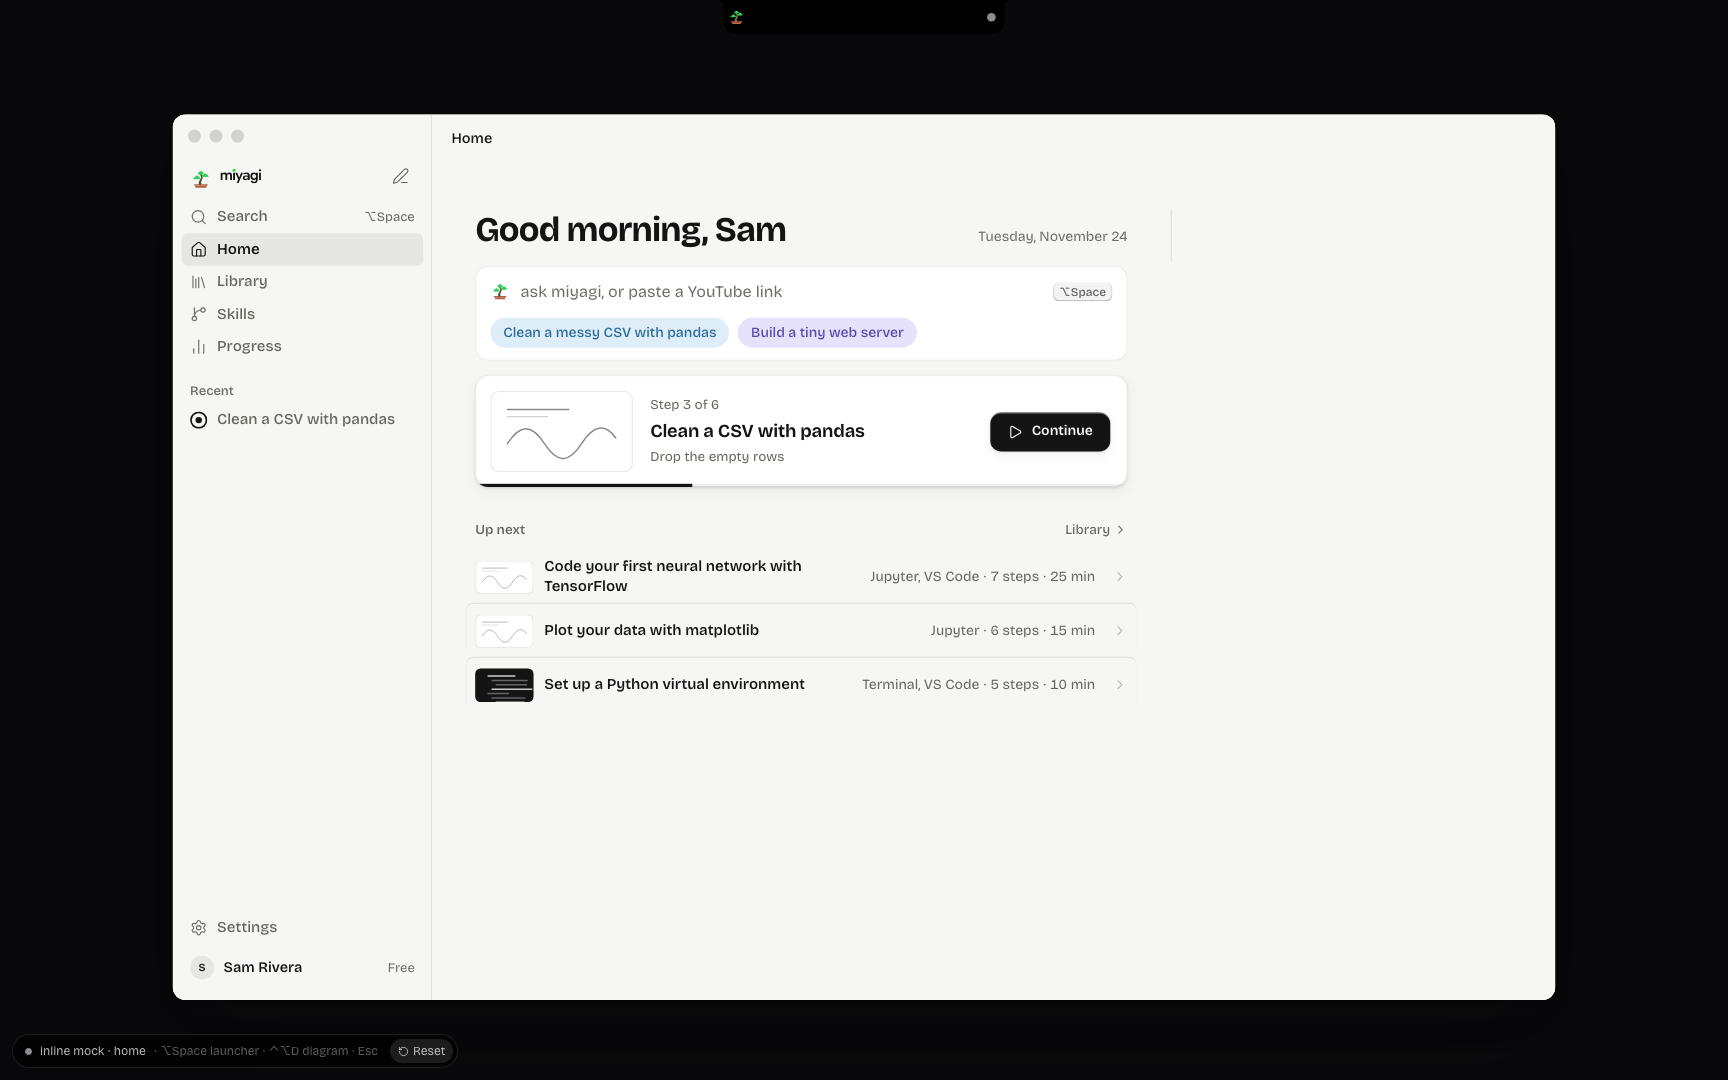 Home
miyagi
Search ⌥Space
Home
Library
Skills
Progress
Recent
Clean a CSV with pandas
Settings
S Sam Rivera Free
Good morning, Sam
Tuesday, November 24
ask miyagi, or paste a YouTube link ⌥Space
Clean a messy CSV with pandas Build a tiny web server
Step 3 of 6
Clean a CSV with pandas
Drop the empty rows
Continue
Up next Library
Code your first neural network with
TensorFlow
Jupyter, VS Code · 7 steps · 25 min
Plot your data with matplotlib Jupyter · 6 steps · 15 min
Set up a Python virtual environment Terminal, VS Code · 5 steps · 10 min
inline mock · home · ⌥Space launcher · ^⌥D diagram · Esc Reset